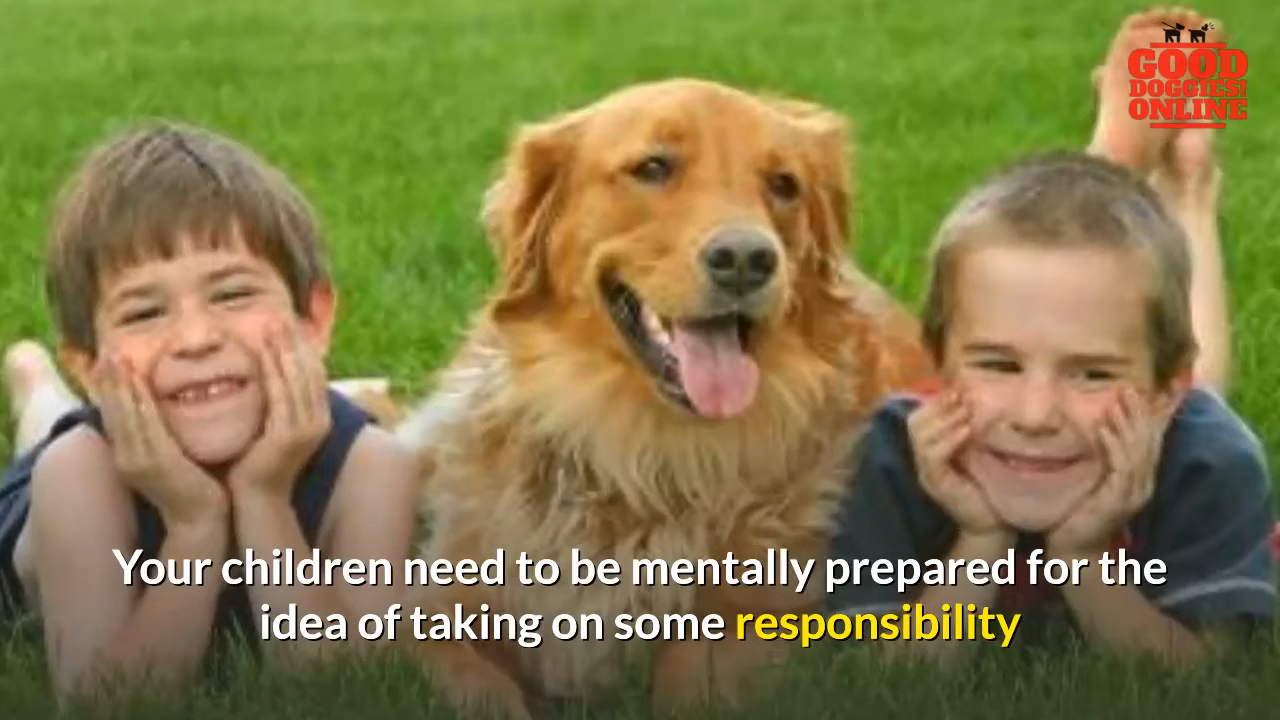 GOOD
DOGGIES!
ONLINE
Your children need to be mentally prepared for the
idea of taking on some responsibility